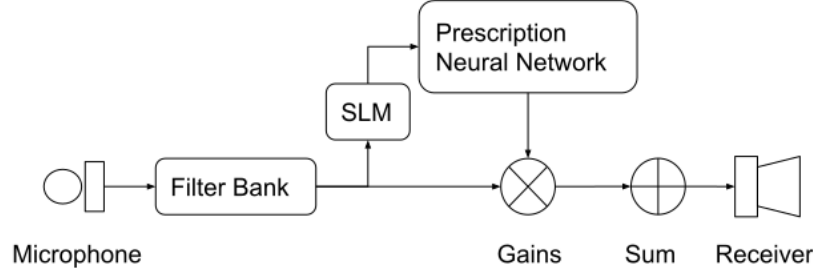 Prescription
Neural Network
SLM
Filter Bank
Microphone
Gains
Sum
Receiver